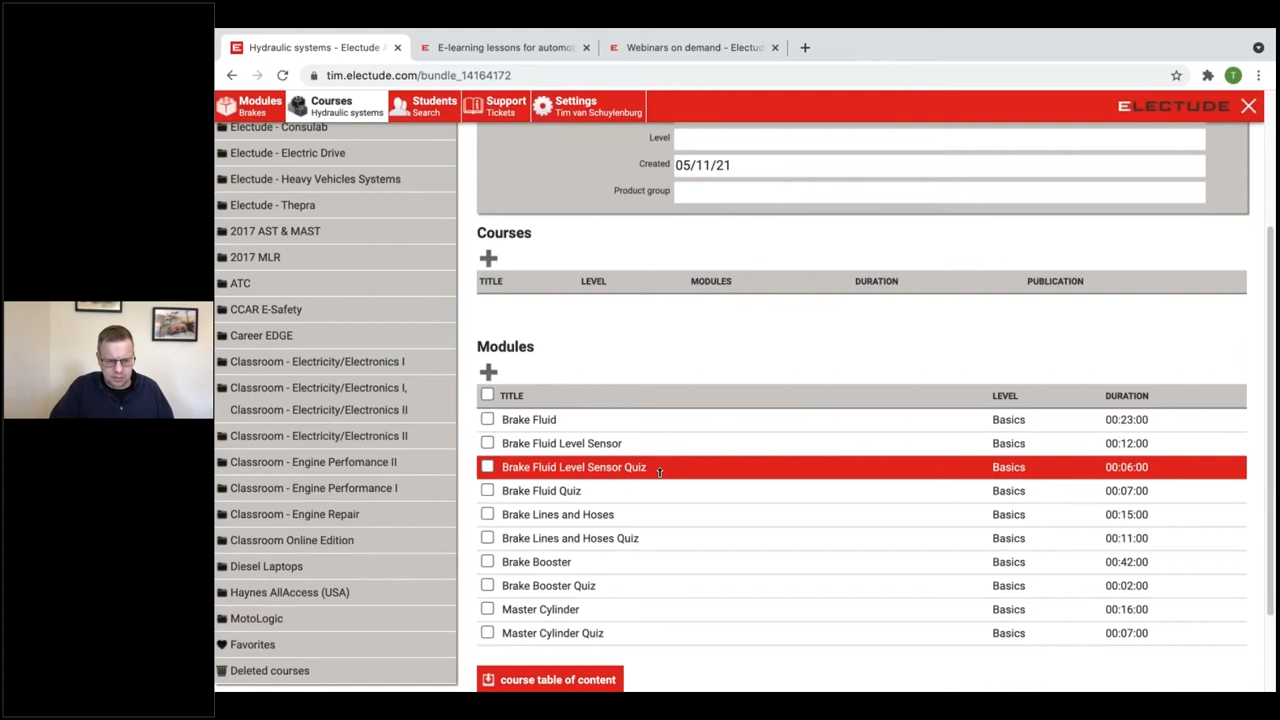 Hydraulic systems - Electude /
E-learning lessons for automot
Webinars on demand - Electud
tim.electude.com/bundle_14164172
T
Modules
Brakes
Courses
Hydraulic systems
Students
Search
Support
Tickets
Settings
Tim van Schuylenburg
ELECTUDE
Electude - Consulab
Electude - Electric Drive
Electude - Heavy Vehicles Systems
Electude - Thepra
2017 AST & MAST
2017 MLR
ATC
CCAR E-Safety
Career EDGE
Classroom - Electricity/Electronics I
Classroom - Electricity/Electronics I,
Classroom - Electricity/Electronics II
Classroom - Electricity/Electronics II
Classroom - Engine Perfomance II
Classroom - Engine Performance I
Classroom - Engine Repair
Classroom Online Edition
Diesel Laptops
Haynes AllAccess (USA)
MotoLogic
Favorites
Deleted courses
Level
Created 05/11/21
Product group
Courses
TITLE LEVEL MODULES DURATION PUBLICATION
Modules
TITLE LEVEL DURATION
Brake Fluid Basics 00:23:00
Brake Fluid Level Sensor Basics 00:12:00
Brake Fluid Level Sensor Quiz Basics 00:06:00
Brake Fluid Quiz Basics 00:07:00
Brake Lines and Hoses Basics 00:15:00
Brake Lines and Hoses Quiz Basics 00:11:00
Brake Booster Basics 00:42:00
Brake Booster Quiz Basics 00:02:00
Master Cylinder Basics 00:16:00
Master Cylinder Quiz Basics 00:07:00
course table of content